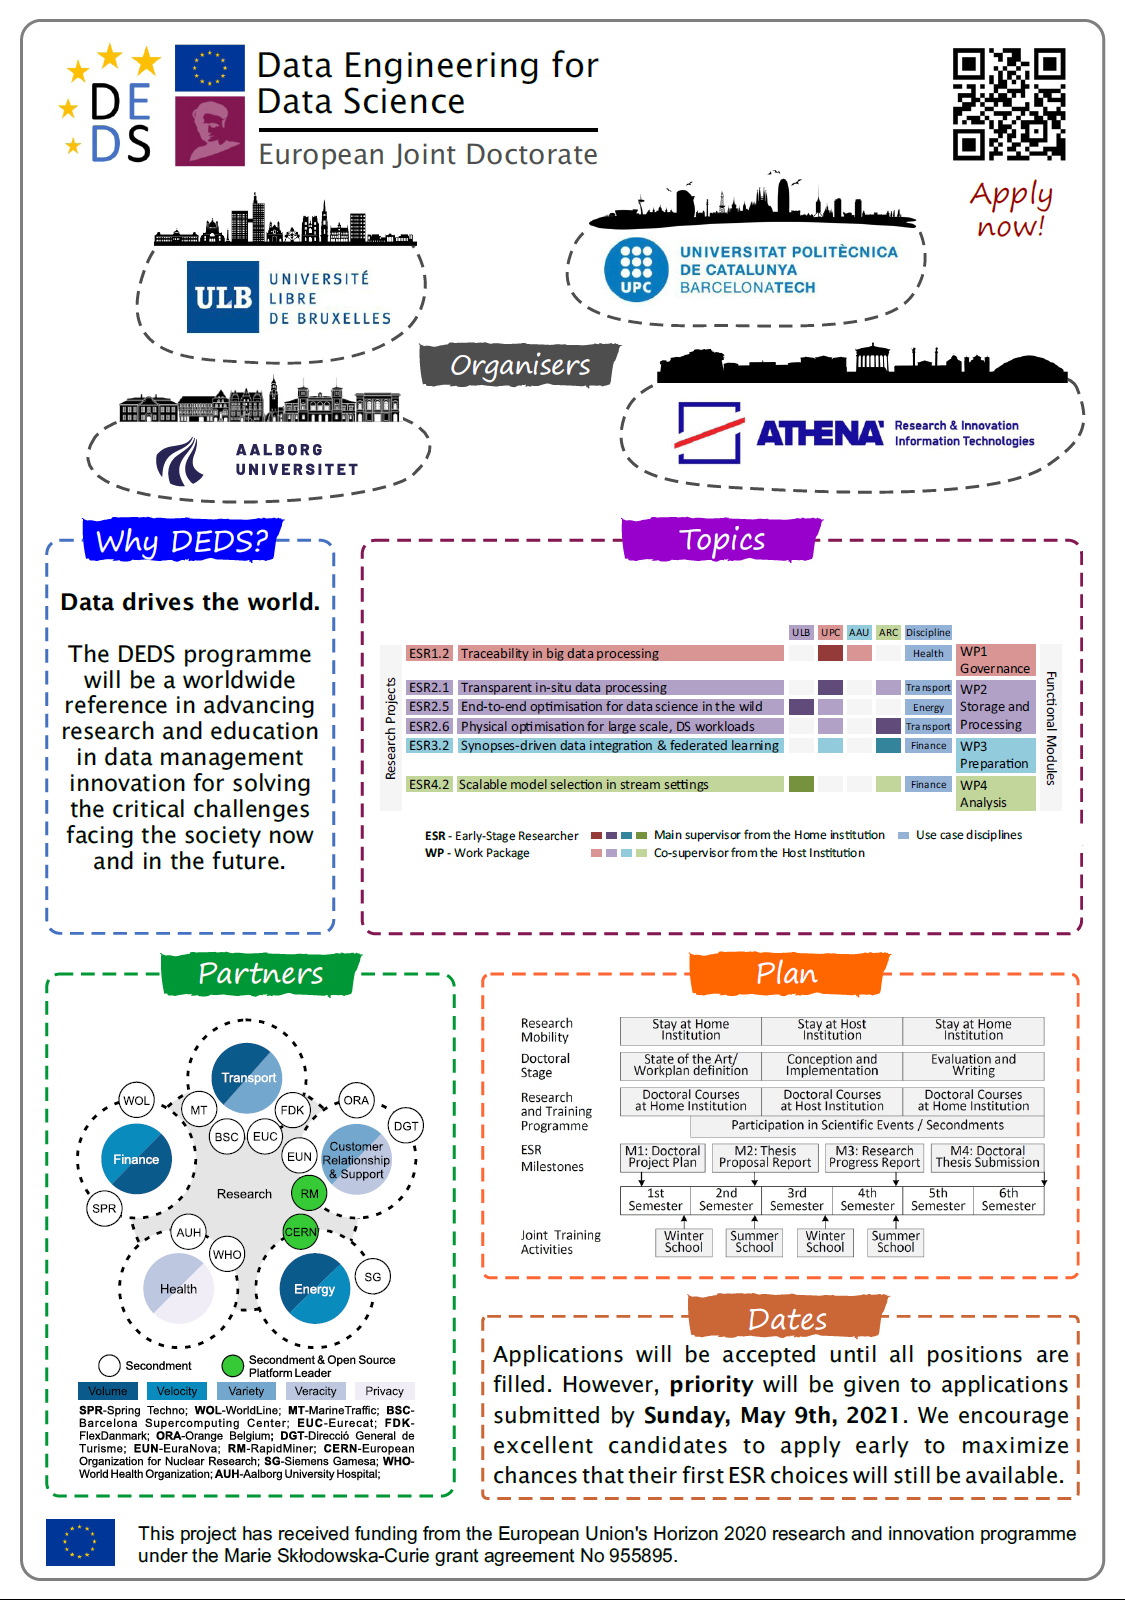 DE
DS
Data Engineering for
Data Science
European Joint Doctorate
Apply
now!
ULB
UNIVERSITÉ
LIBRE
DE BRUXELLES
UPC
UNIVERSITAT POLITÈCNICA
DE CATALUNYA
BARCELONATECH
Organisers
AALBORG
UNIVERSITET
ATHENA
Research & Innovation
Information Technologies
Why DEDS?
Data drives the world.
The DEDS programme
will be a worldwide
reference in advancing
research and education
in data management
innovation for solving
the critical challenges
facing the society now
and in the future.
Topics
ULB UPC AAU ARC Discipline
Research Projects
ESR1.2 Traceability in big data processing Health
ESR2.1 Transparent in-situ data processing Transport
ESR2.5 End-to-end optimisation for data science in the wild Energy
ESR2.6 Physical optimisation for large scale, DS workloads Transport
ESR3.2 Synopses-driven data integration & federated learning Finance
ESR4.2 Scalable model selection in stream settings Finance
WP1
Governance
WP2
Storage and
Processing
WP3
Preparation
WP4
Analysis
Functional Modules
ESR - Early-Stage Researcher Main supervisor from the Home institution Use case disciplines
WP - Work Package Co-supervisor from the Host Institution
Partners
Transport
WOL
MT
FDK
ORA
DGT
BSC
EUC
EUN
Finance
Customer
Relationship
& Support
Research
RM
SPR
AUH
CERN
WHO
SG
Health
Energy
Secondment
Secondment & Open Source
Platform Leader
Volume Velocity Variety Veracity Privacy
SPR-Spring Techno; WOL-WorldLine; MT-MarineTraffic; BSC-
Barcelona Supercomputing Center; EUC-Eurecat; FDK-
FlexDanmark; ORA-Orange Belgium; DGT-Direcció General de
Turisme; EUN-EuraNova; RM-RapidMiner; CERN-European
Organization for Nuclear Research; SG-Siemens Gamesa; WHO-
World Health Organization; AUH-Aalborg University Hospital;
Plan
Research
Mobility
Stay at Home
Institution
Stay at Host
Institution
Stay at Home
Institution
Doctoral
Stage
State of the Art/
Workplan definition
Conception and
Implementation
Evaluation and
Writing
Research
and Training
Programme
Doctoral Courses
at Home Institution
Doctoral Courses
at Host Institution
Doctoral Courses
at Home Institution
Participation in Scientific Events / Secondments
ESR
Milestones
M1: Doctoral
Project Plan
M2: Thesis
Proposal Report
M3: Research
Progress Report
M4: Doctoral
Thesis Submission
1st
Semester
2nd
Semester
3rd
Semester
4th
Semester
5th
Semester
6th
Semester
Joint Training
Activities
Winter
School
Summer
School
Winter
School
Summer
School
Dates
Applications will be accepted until all positions are
filled. However, priority will be given to applications
submitted by Sunday, May 9th, 2021. We encourage
excellent candidates to apply early to maximize
chances that their first ESR choices will still be available.
This project has received funding from the European Union's Horizon 2020 research and innovation programme
under the Marie Skłodowska-Curie grant agreement No 955895.